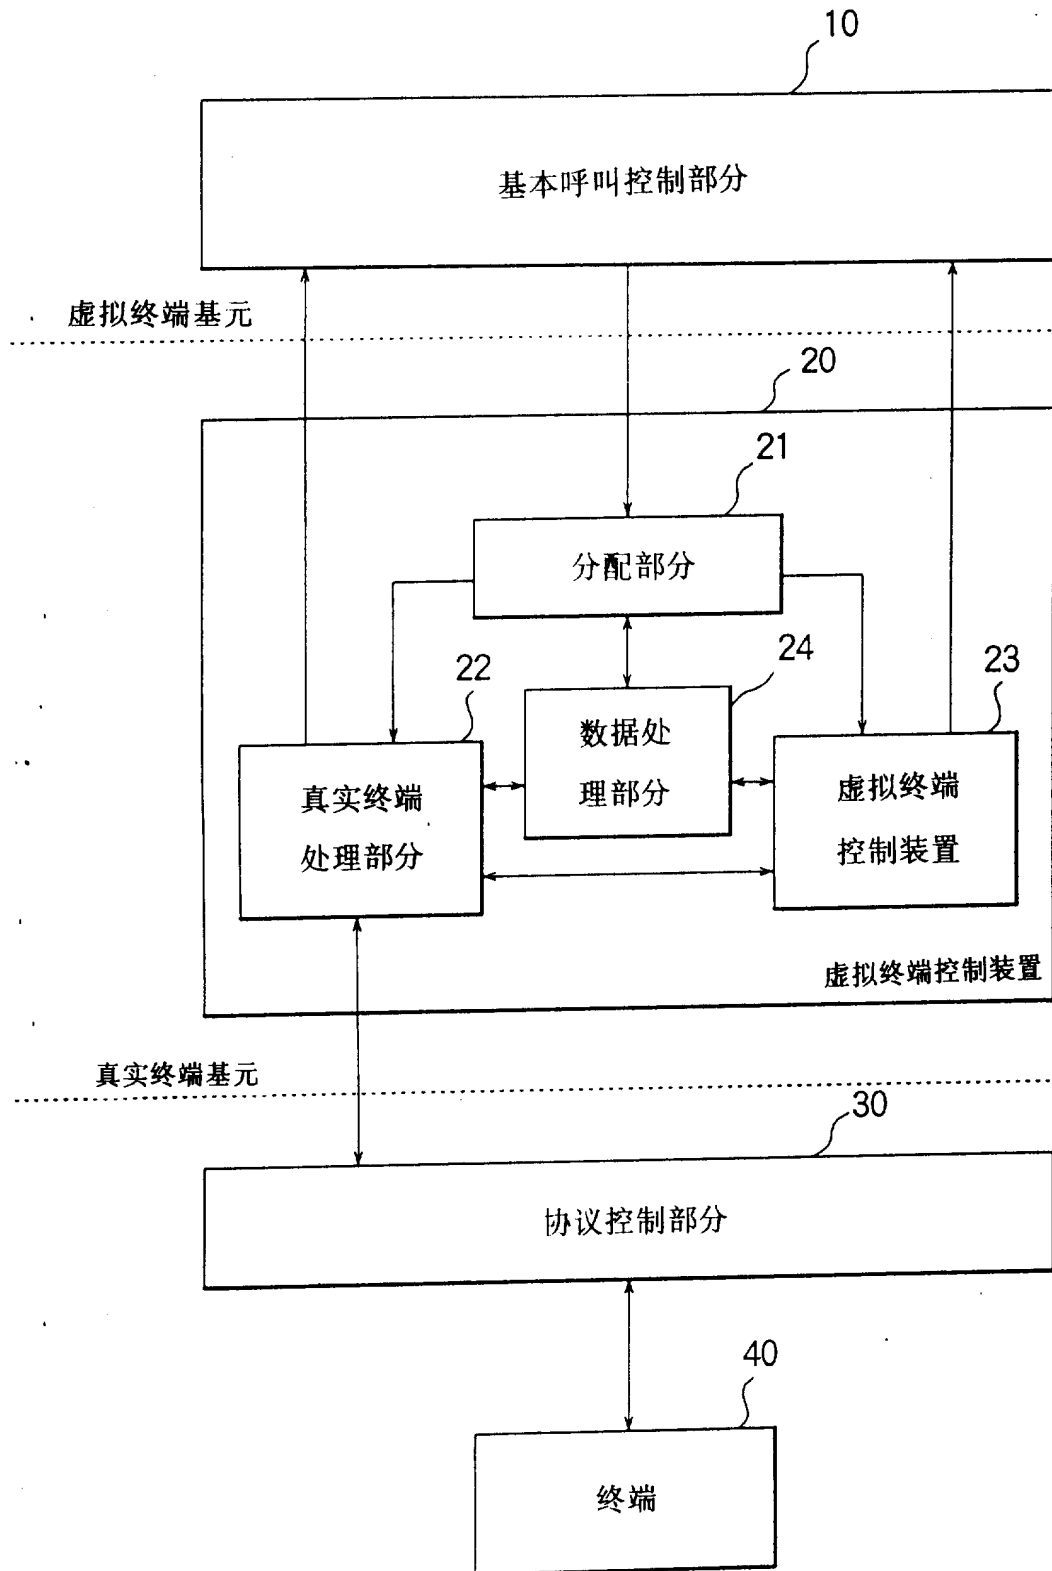 10
基本呼叫控制部分
虚拟终端基元
20
21
分配部分
22
24
23
数据处
理部分
真实终端
处理部分
虚拟终端
控制装置
虚拟终端控制装置
真实终端基元
30
协议控制部分
40
终端